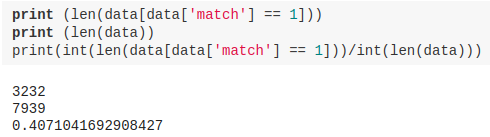 print (len(data[data['match'] == 1]))
print (len(data))
print(int(len(data[data['match'] == 1]))/int(len(data)))
3232
7939
0.4071041692908427